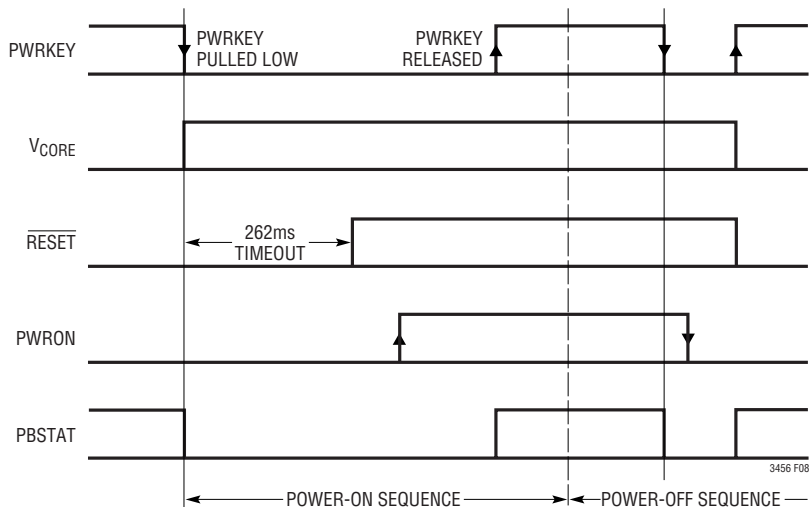 PWRKEY
PWRKEY
PULLED LOW
PWRKEY
RELEASED
VCORE
RESET
262ms
TIMEOUT
PWRON
PBSTAT
3456 F08
POWER-ON SEQUENCE
POWER-OFF SEQUENCE